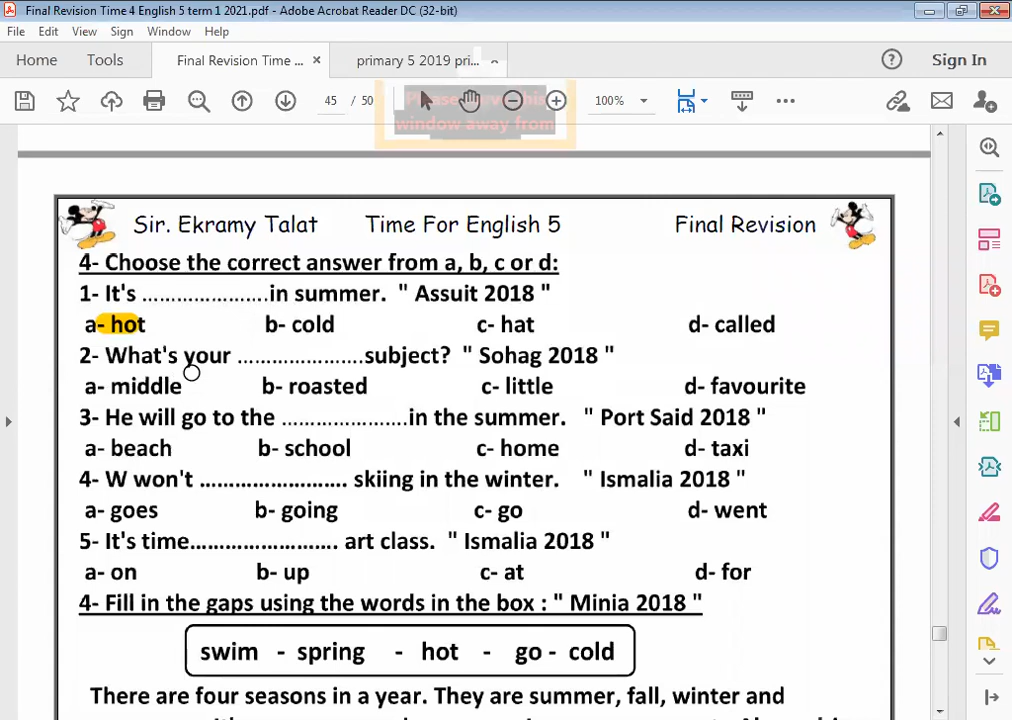 Final Revision Time 4 English 5 term 1 2021.pdf - Adobe Acrobat Reader DC (32-bit)
File Edit View Sign Window Help
Home Tools Final Revision Time ... × primary 5 2019 pri... Sign In
45 / 50 100%
window away from
Sir. Ekramy Talat Time For English 5 Final Revision
4- Choose the correct answer from a, b, c or d:
1- It's ......................in summer. " Assuit 2018 "
a- hot b- cold c- hat d- called
2- What's your ......................subject? " Sohag 2018 "
a- middle b- roasted c- little d- favourite
3- He will go to the ......................in the summer. " Port Said 2018 "
a- beach b- school c- home d- taxi
4- W won't ......................... skiing in the winter. " Ismalia 2018 "
a- goes b- going c- go d- went
5- It's time......................... art class. " Ismalia 2018 "
a- on b- up c- at d- for
4- Fill in the gaps using the words in the box : " Minia 2018 "
swim - spring - hot - go - cold
There are four seasons in a year. They are summer, fall, winter and